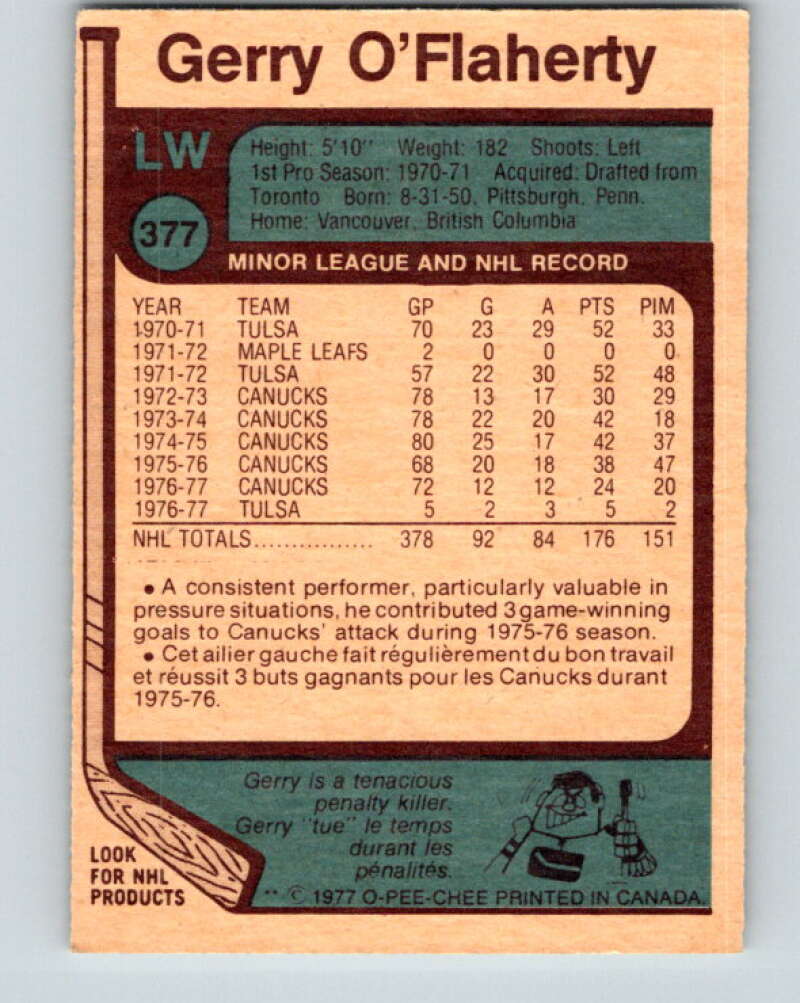 Gerry O'Flaherty
LW
377
Height: 5'10" Weight: 182 Shoots: Left
1st Pro Season: 1970-71 Acquired: Drafted from
Toronto Born: 8-31-50, Pittsburgh, Penn.
Home: Vancouver, British Columbia
MINOR LEAGUE AND NHL RECORD
YEAR TEAM GP G A PTS PIM
1970-71 TULSA 70 23 29 52 33
1971-72 MAPLE LEAFS 2 0 0 0 0
1971-72 TULSA 57 22 30 52 48
1972-73 CANUCKS 78 13 17 30 29
1973-74 CANUCKS 78 22 20 42 18
1974-75 CANUCKS 80 25 17 42 37
1975-76 CANUCKS 68 20 18 38 47
1976-77 CANUCKS 72 12 12 24 20
1976-77 TULSA 5 2 3 5 2
NHL TOTALS................ 378 92 84 176 151
• A consistent performer, particularly valuable in
pressure situations, he contributed 3 game-winning
goals to Canucks' attack during 1975-76 season.
• Cet ailier gauche fait régulièrement du bon travail
et réussit 3 buts gagnants pour les Canucks durant
1975-76.
Gerry is a tenacious
penalty killer.
Gerry "tue" le temps
durant les
pénalités.
LOOK
FOR NHL
PRODUCTS
** © 1977 O-PEE-CHEE PRINTED IN CANADA.